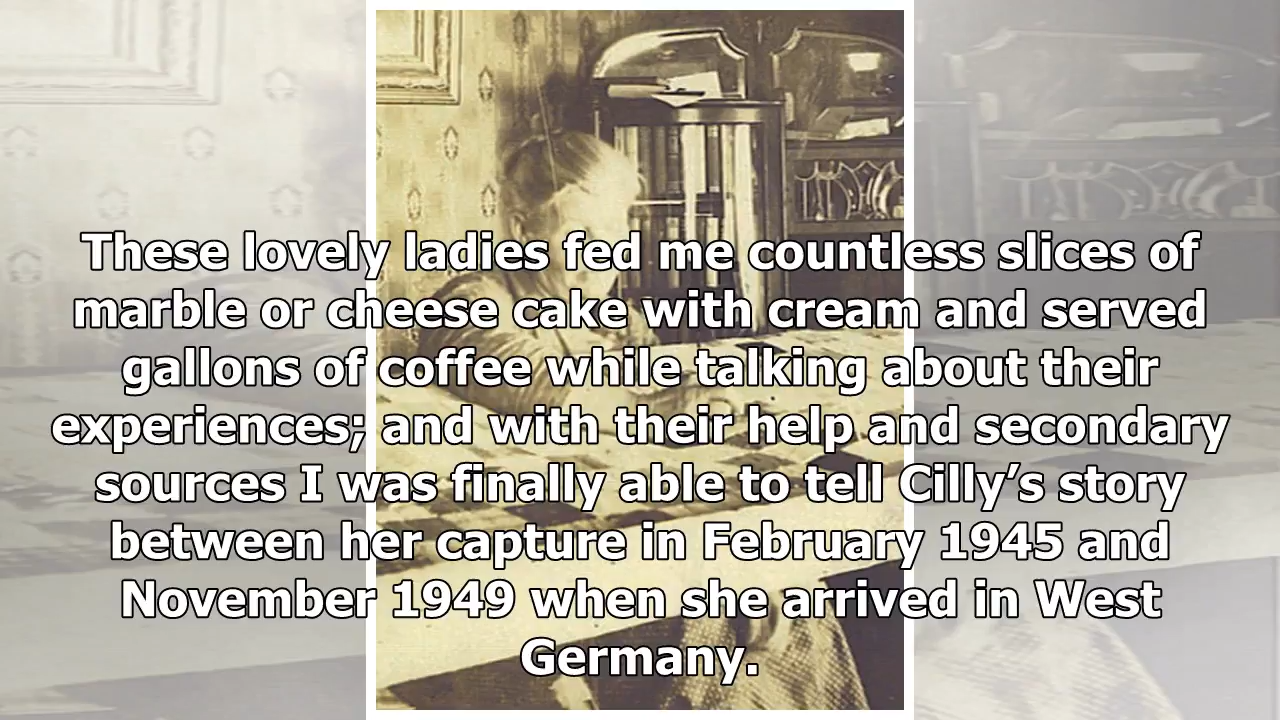 These lovely ladies fed me countless slices of
marble or cheese cake with cream and served
gallons of coffee while talking about their
experiences; and with their help and secondary
sources I was finally able to tell Cilly’s story
between her capture in February 1945 and
November 1949 when she arrived in West
Germany.